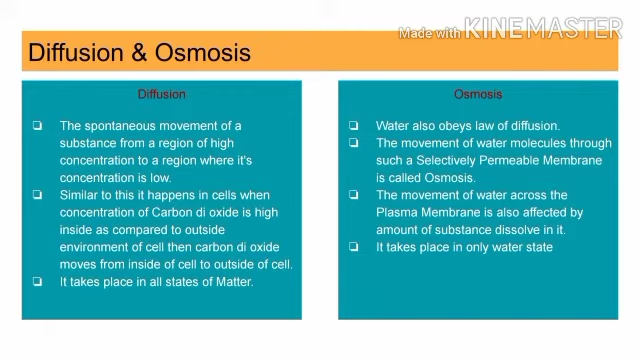 Made with KINEMASTER
Diffusion & Osmosis
Diffusion
❑ The spontaneous movement of a
substance from a region of high
concentration to a region where it's
concentration is low.
❑ Similar to this it happens in cells when
concentration of Carbon di oxide is high
inside as compared to outside
environment of cell then carbon di oxide
moves from inside of cell to outside of cell.
❑ It takes place in all states of Matter.
Osmosis
❑ Water also obeys law of diffusion.
❑ The movement of water molecules through
such a Selectively Permeable Membrane
is called Osmosis.
❑ The movement of water across the
Plasma Membrane is also affected by
amount of substance dissolve in it.
❑ It takes place in only water state